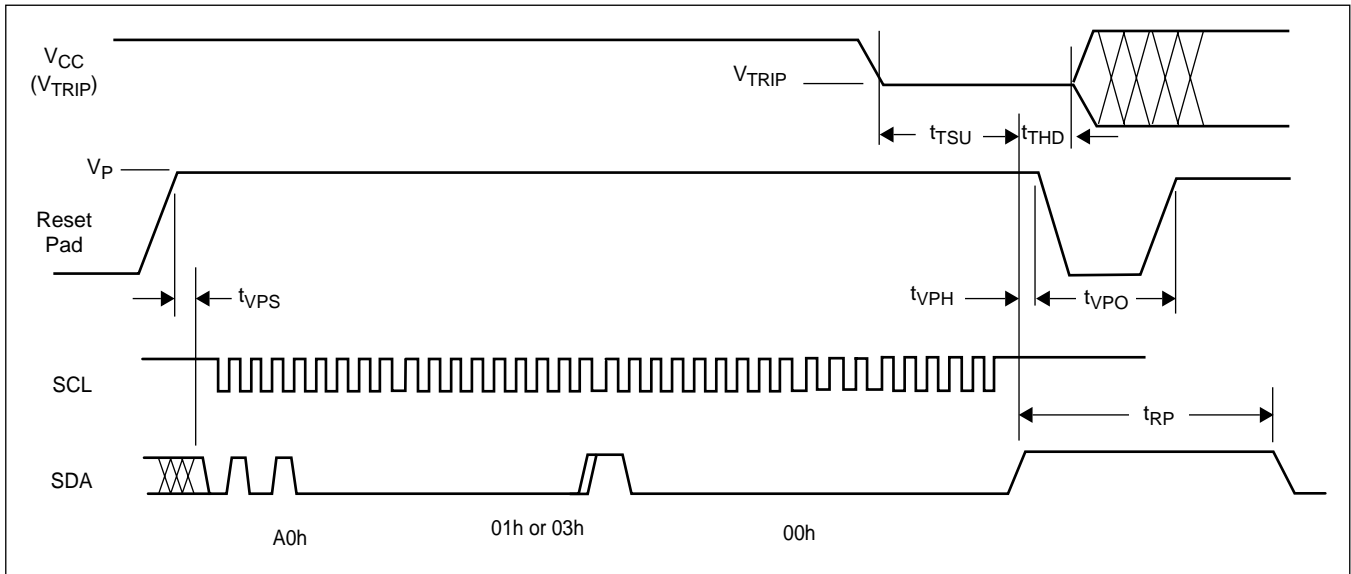 VCC
(VTRIP)
VTRIP
tTSU
tTHD
VP
Reset
Pad
tVPS
tVPH
tVPO
SCL
tRP
SDA
A0h
01h or 03h
00h